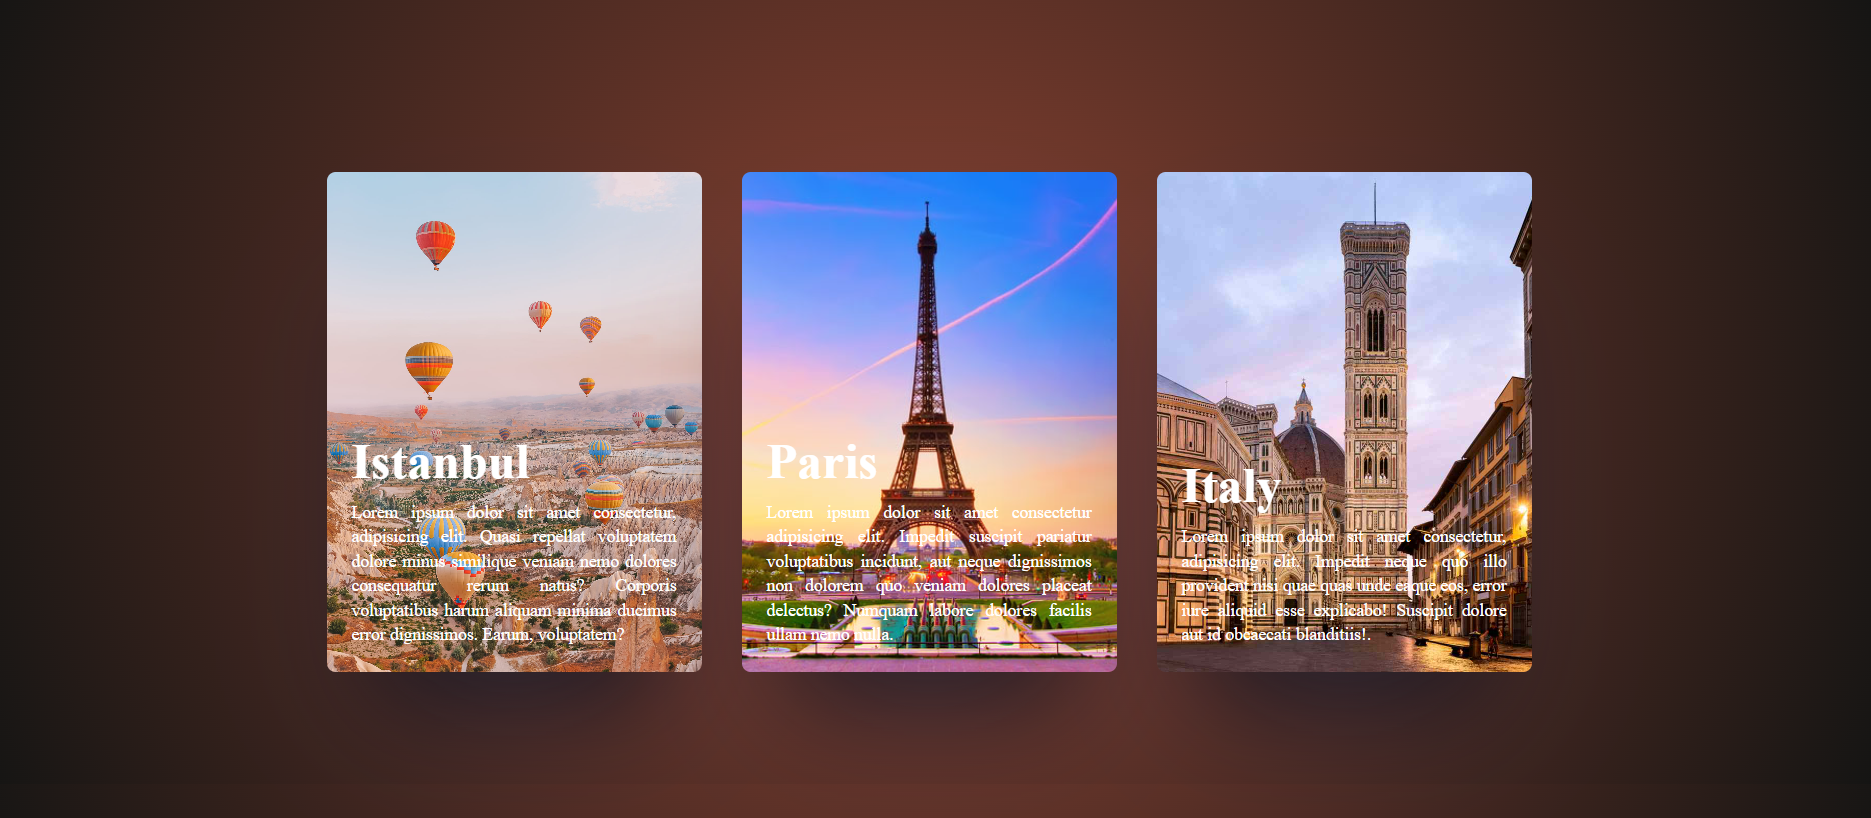 Istanbul
Lorem ipsum dolor sit amet consectetur,
adipisicing elit. Quasi repellat voluptatem
dolore minus similique veniam nemo dolores
consequatur rerum natus? Corporis
voluptatibus harum aliquam minima ducimus
error dignissimos. Earum, voluptatem?
Paris
Lorem ipsum dolor sit amet consectetur
adipisicing elit. Impedit suscipit pariatur
voluptatibus incidunt, aut neque dignissimos
non dolorem quo veniam dolores placeat
delectus? Numquam labore dolores facilis
ullam nemo nulla.
Italy
Lorem ipsum dolor sit amet consectetur,
adipisicing elit. Impedit neque quo illo
provident nisi quae quas unde eaque eos, error
iure aliquid esse explicabo! Suscipit dolore
aut id obcaecati blanditiis!.